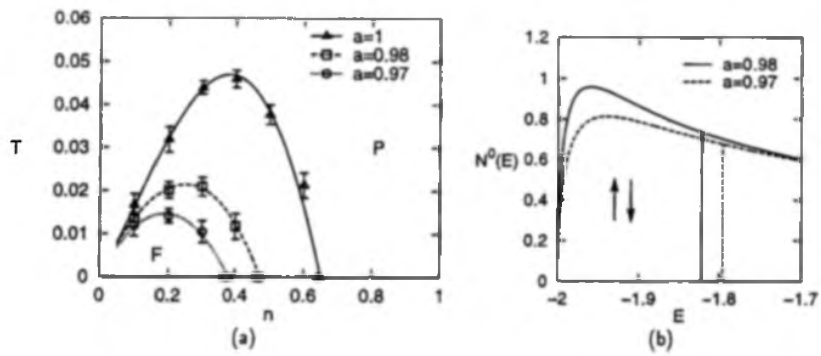 0.06
0.05
0.04
T 0.03
0.02
0.01
0
0 0.2 0.4 0.6 0.8 1
n
(a)
a=1
a=0.98
a=0.97
P
F
1.2
1
0.8
N⁰(E) 0.6
0.4
0.2
0
-2 -1.9 -1.8 -1.7
E
(b)
a=0.98
a=0.97